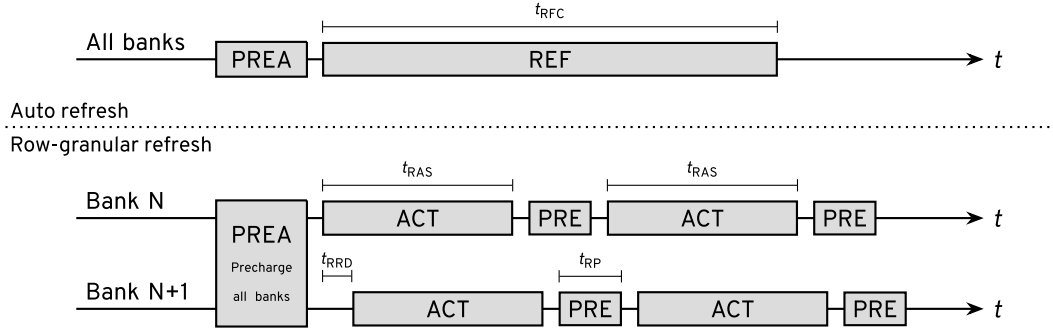 tRFC
All banks
PREA
REF
t
Auto refresh
Row-granular refresh
tRAS
tRAS
Bank N
PREA
Precharge
all banks
ACT
PRE
ACT
PRE
t
tRRD
tRP
Bank N+1
ACT
PRE
ACT
PRE
t